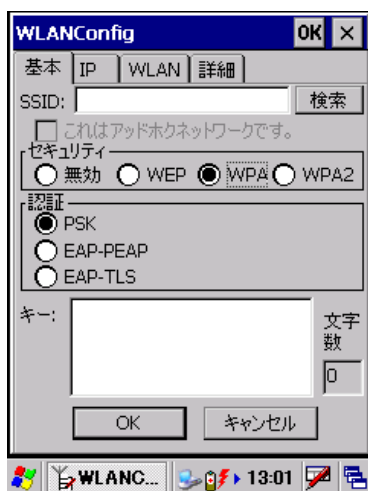 WLANConfig OK ×
基本 IP WLAN 詳細
SSID: 検索
これはアッドホクネットワークです。
セキュリティ
無効 WEP WPA WPA2
認証
PSK
EAP-PEAP
EAP-TLS
キー: 文字
数
0
OK キャンセル
WLANC... 13:01